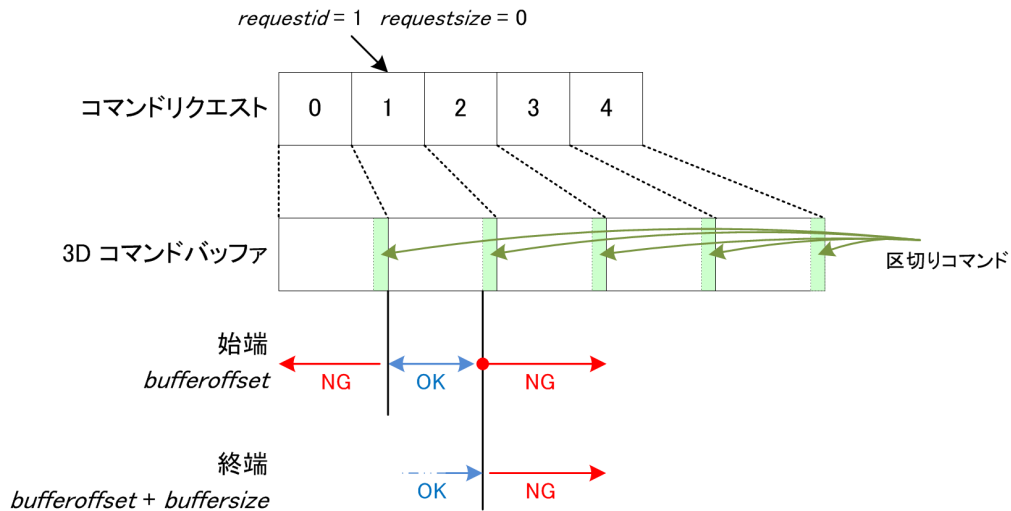 requestid = 1 requestsize = 0
コマンドリクエスト
0 1 2 3 4
3D コマンドバッファ
区切りコマンド
始端
bufferoffset
NG OK NG
終端
bufferoffset + buffersize
OK NG